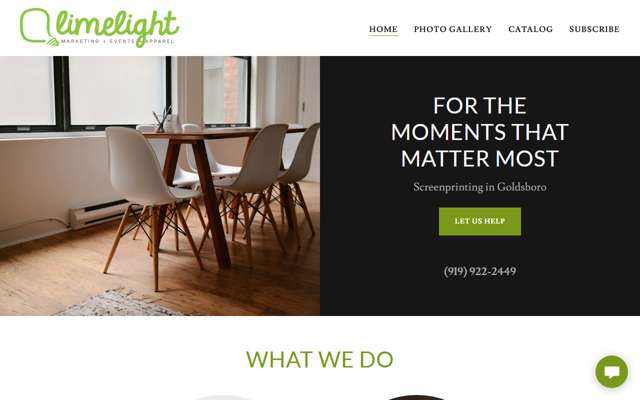 limelight
MARKETING + EVENTS + APPAREL
HOME
PHOTO GALLERY
CATALOG
SUBSCRIBE
FOR THE
MOMENTS THAT
MATTER MOST
Screenprinting in Goldsboro
LET US HELP
(919) 922-2449
WHAT WE DO